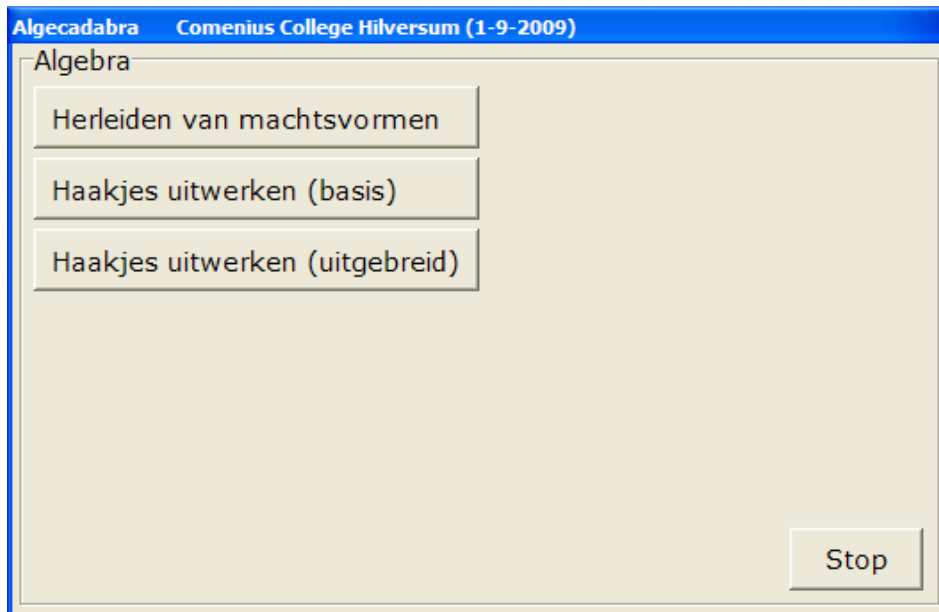 Algecadabra Comenius College Hilversum (1-9-2009)
Algebra
Herleiden van machtsvormen
Haakjes uitwerken (basis)
Haakjes uitwerken (uitgebreid)
Stop